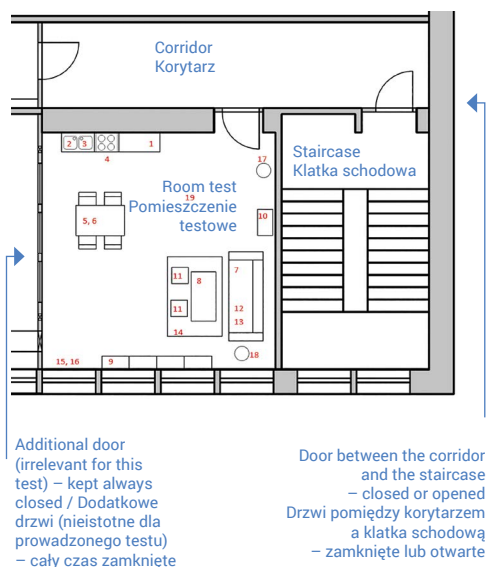 Corridor
Korytarz
2 3 1
4
17
Staircase
Klatka schodowa
Room test
19
Pomieszczenie
testowe
5, 6
10
7
11
8
11
12
13
14
18
15, 16
9
Additional door
(irrelevant for this
test) – kept always
closed / Dodatkowe
drzwi (nieistotne dla
prowadzonego testu)
– cały czas zamknięte
Door between the corridor
and the staircase
– closed or opened
Drzwi pomiędzy korytarzem
a klatką schodową
– zamknięte lub otwarte